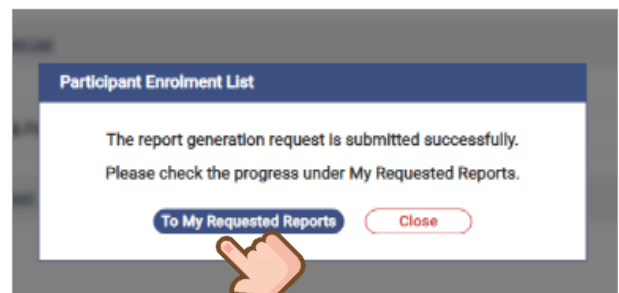 Participant Enrolment List
The report generation request is submitted successfully.
Please check the progress under My Requested Reports.
To My Requested Reports
Close